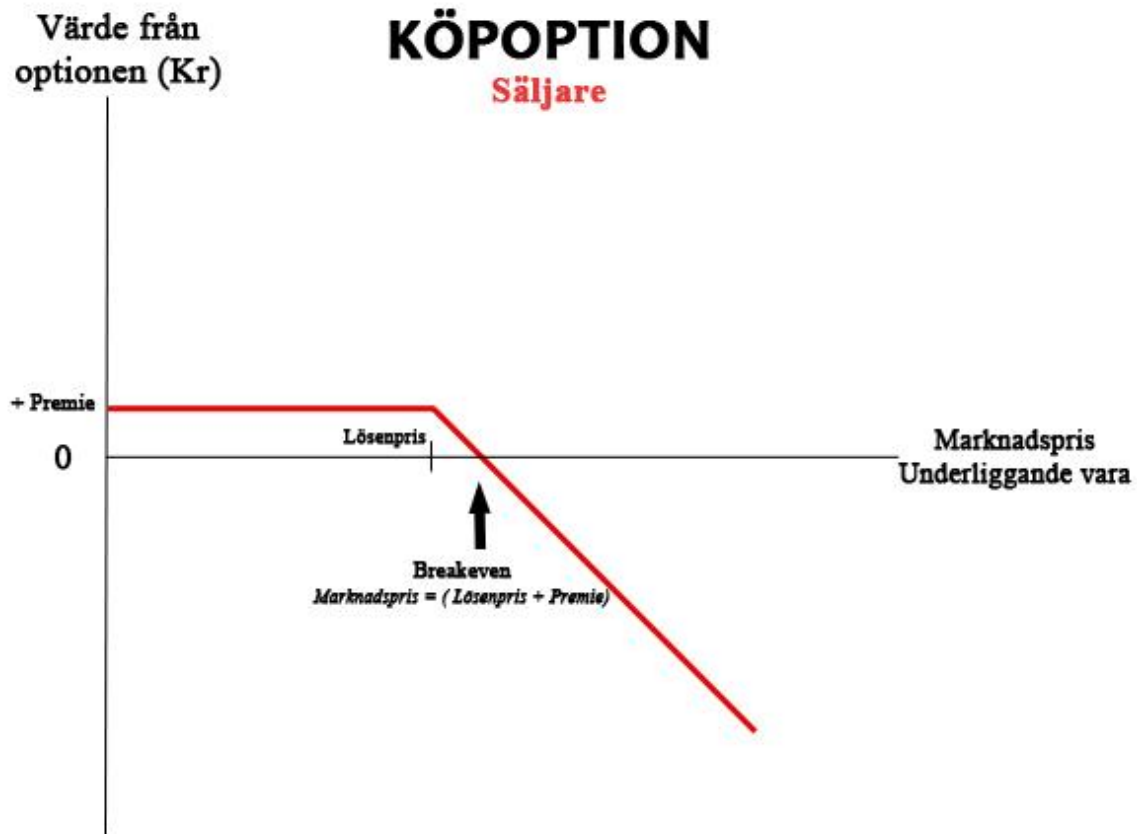 Värde från
optionen (Kr)
KÖPOPTION
Säljare
+ Premie
Lösenpris
0
Marknadspris
Underliggande vara
Breakeven
Marknadspris = ( Lösenpris + Premie)